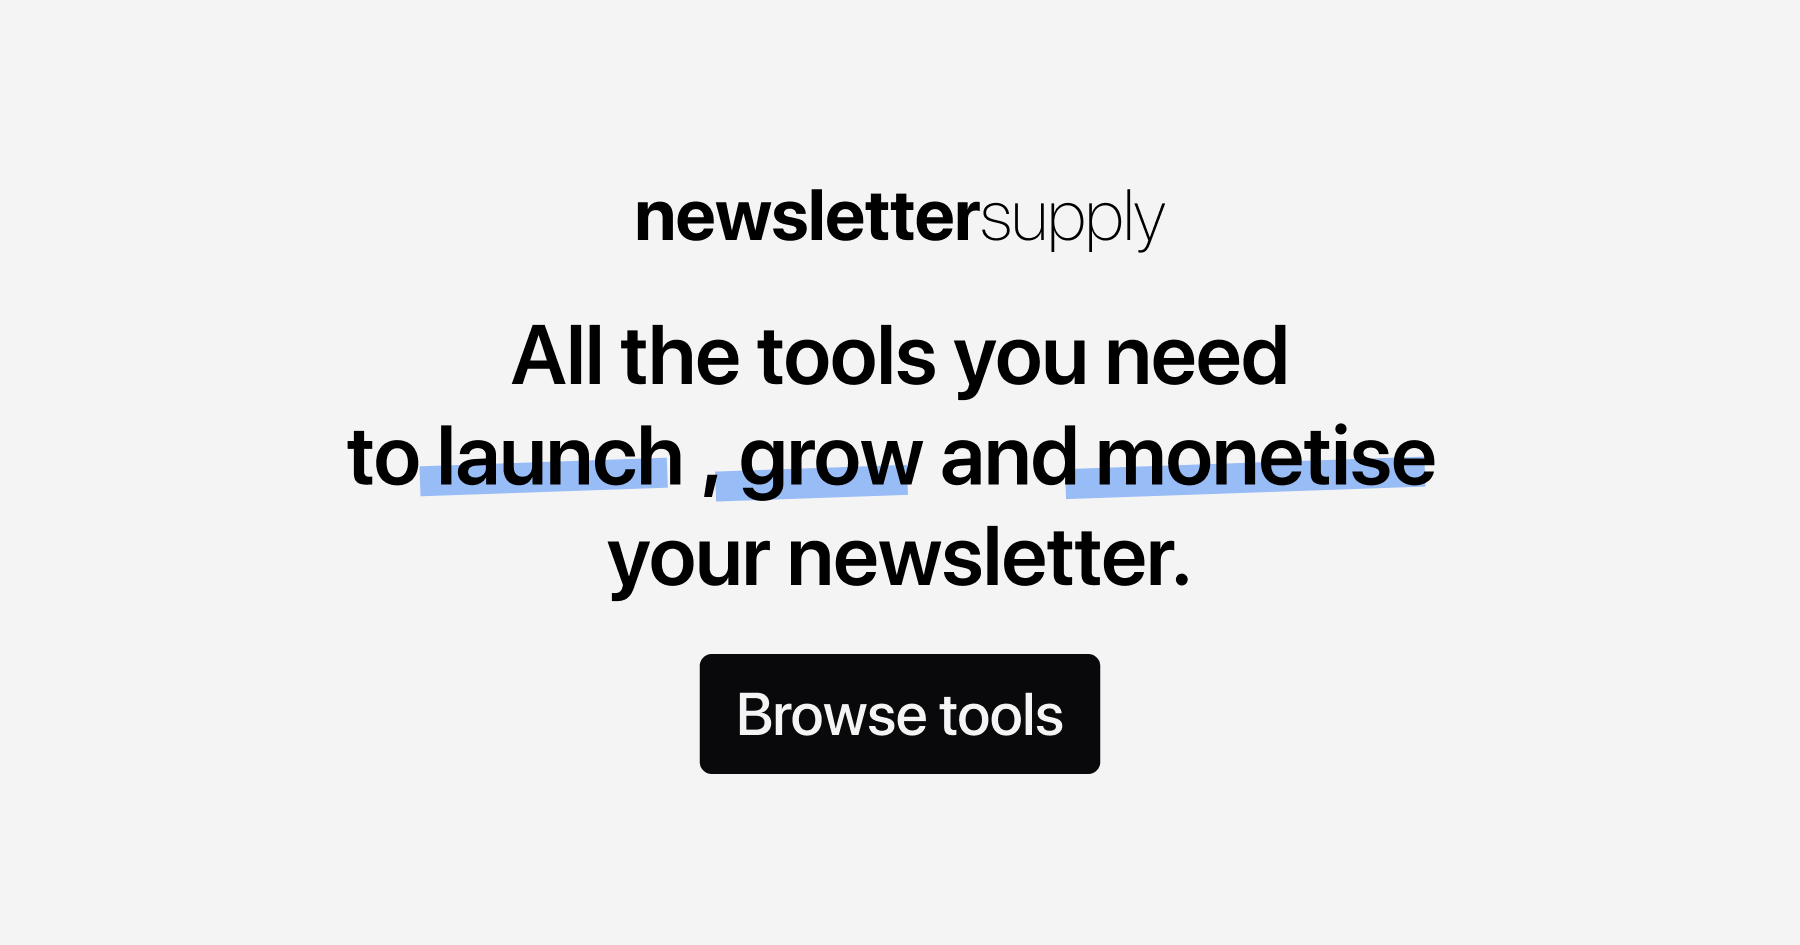 newslettersupply
All the tools you need
to launch , grow and monetise
your newsletter.
Browse tools